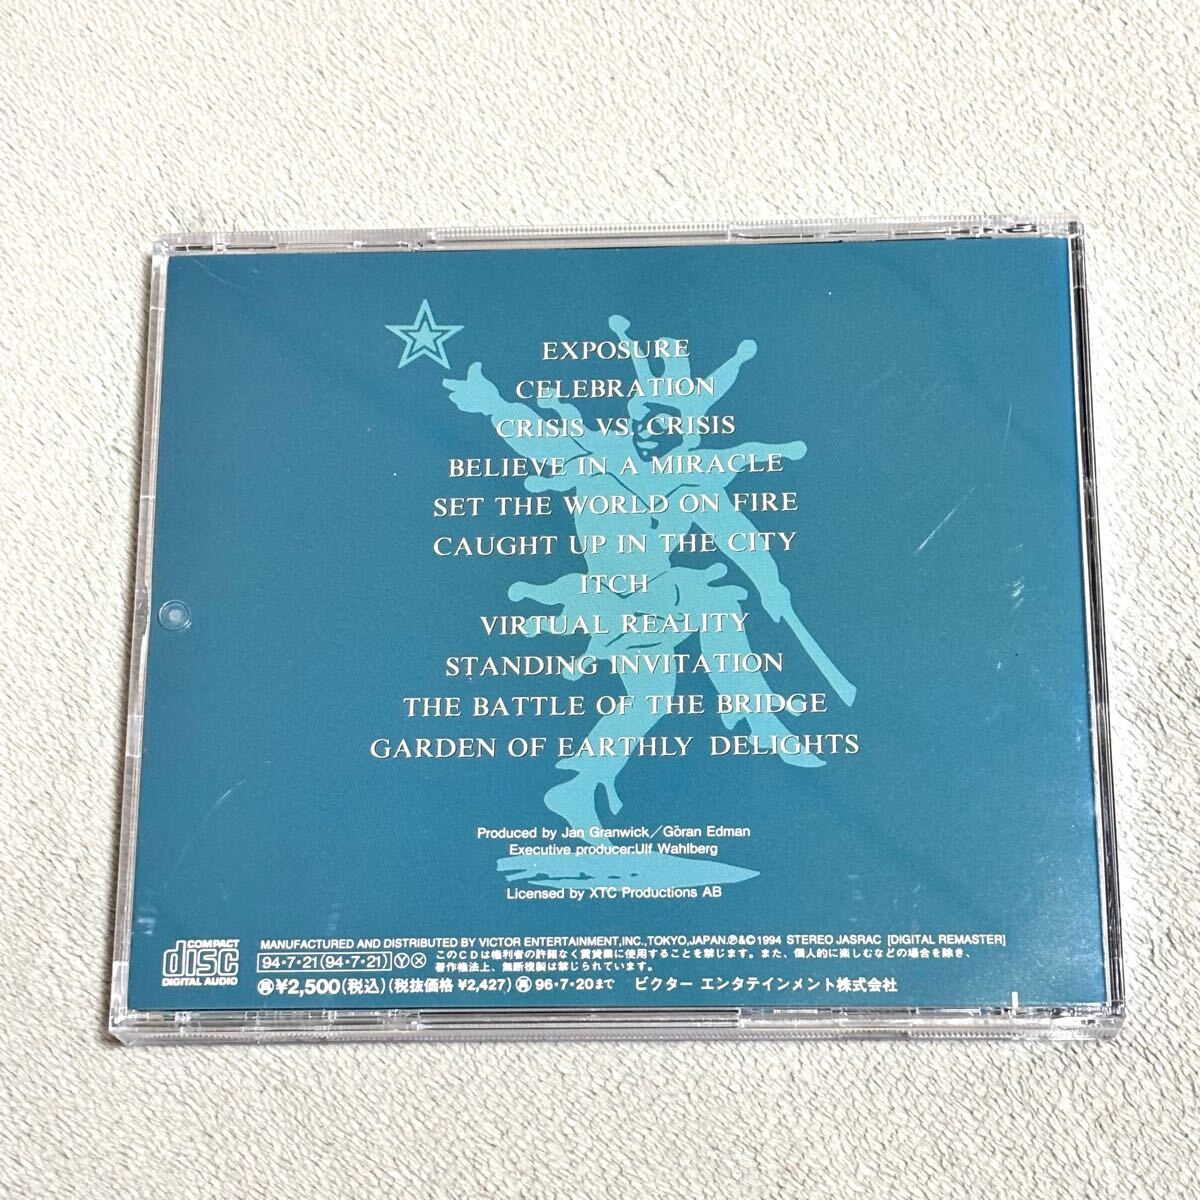 EXPOSURE
CELEBRATION
CRISIS VS. CRISIS
BELIEVE IN A MIRACLE
SET THE WORLD ON FIRE
CAUGHT UP IN THE CITY
ITCH
VIRTUAL REALITY
STANDING INVITATION
THE BATTLE OF THE BRIDGE
GARDEN OF EARTHLY DELIGHTS
Produced by Jan Granwick/Göran Edman
Executive producer:Ulf Wahlberg
Licensed by XTC Productions AB
COMPACT
disc
DIGITAL AUDIO
MANUFACTURED AND DISTRIBUTED BY VICTOR ENTERTAINMENT,INC.,TOKYO,JAPAN.℗&©1994 STEREO JASRAC [DIGITAL REMASTER]
94・7・21(94・7・21) Ⓨ ⓧ このCDは権利者の許諾なく賃貸業に使用することを禁じます。また、個人的に楽しむなどの場合を除き、
著作権法上、無断複製は禁じられています。
㊢¥2,500(税込)(税抜価格 ¥2,427) ㊢96・7・20まで ビクター エンタテインメント株式会社